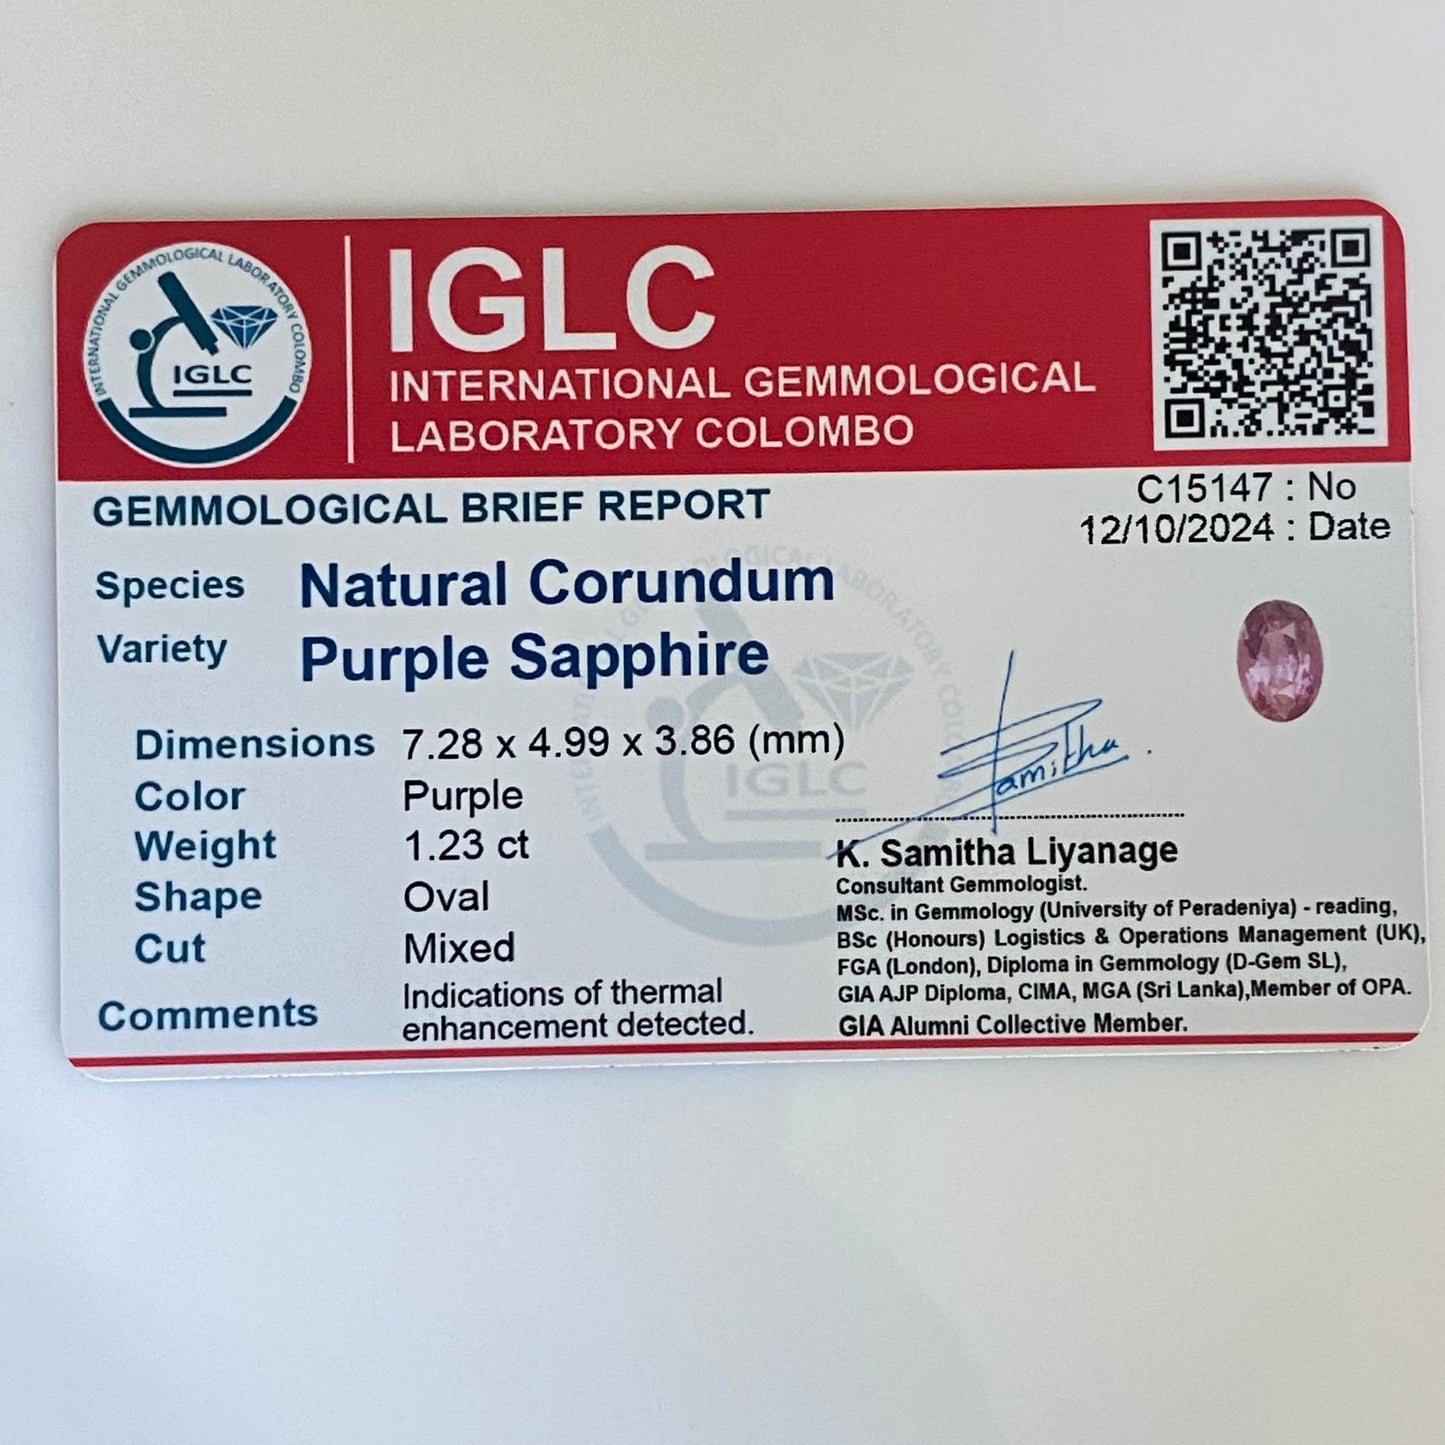 INTERNATIONAL GEMMOLOGICAL LABORATORY COLOMBO
IGLC
IGLC
INTERNATIONAL GEMMOLOGICAL
LABORATORY COLOMBO
GEMMOLOGICAL BRIEF REPORT
C15147 : No
12/10/2024 : Date
Species Natural Corundum
Variety Purple Sapphire
Dimensions 7.28 x 4.99 x 3.86 (mm)
Color Purple
Weight 1.23 ct
Shape Oval
Cut Mixed
Comments Indications of thermal
enhancement detected.
IGLC
Samitha
K. Samitha Liyanage
Consultant Gemmologist.
MSc. in Gemmology (University of Peradeniya) - reading,
BSc (Honours) Logistics & Operations Management (UK),
FGA (London), Diploma in Gemmology (D-Gem SL),
GIA AJP Diploma, CIMA, MGA (Sri Lanka),Member of OPA.
GIA Alumni Collective Member.